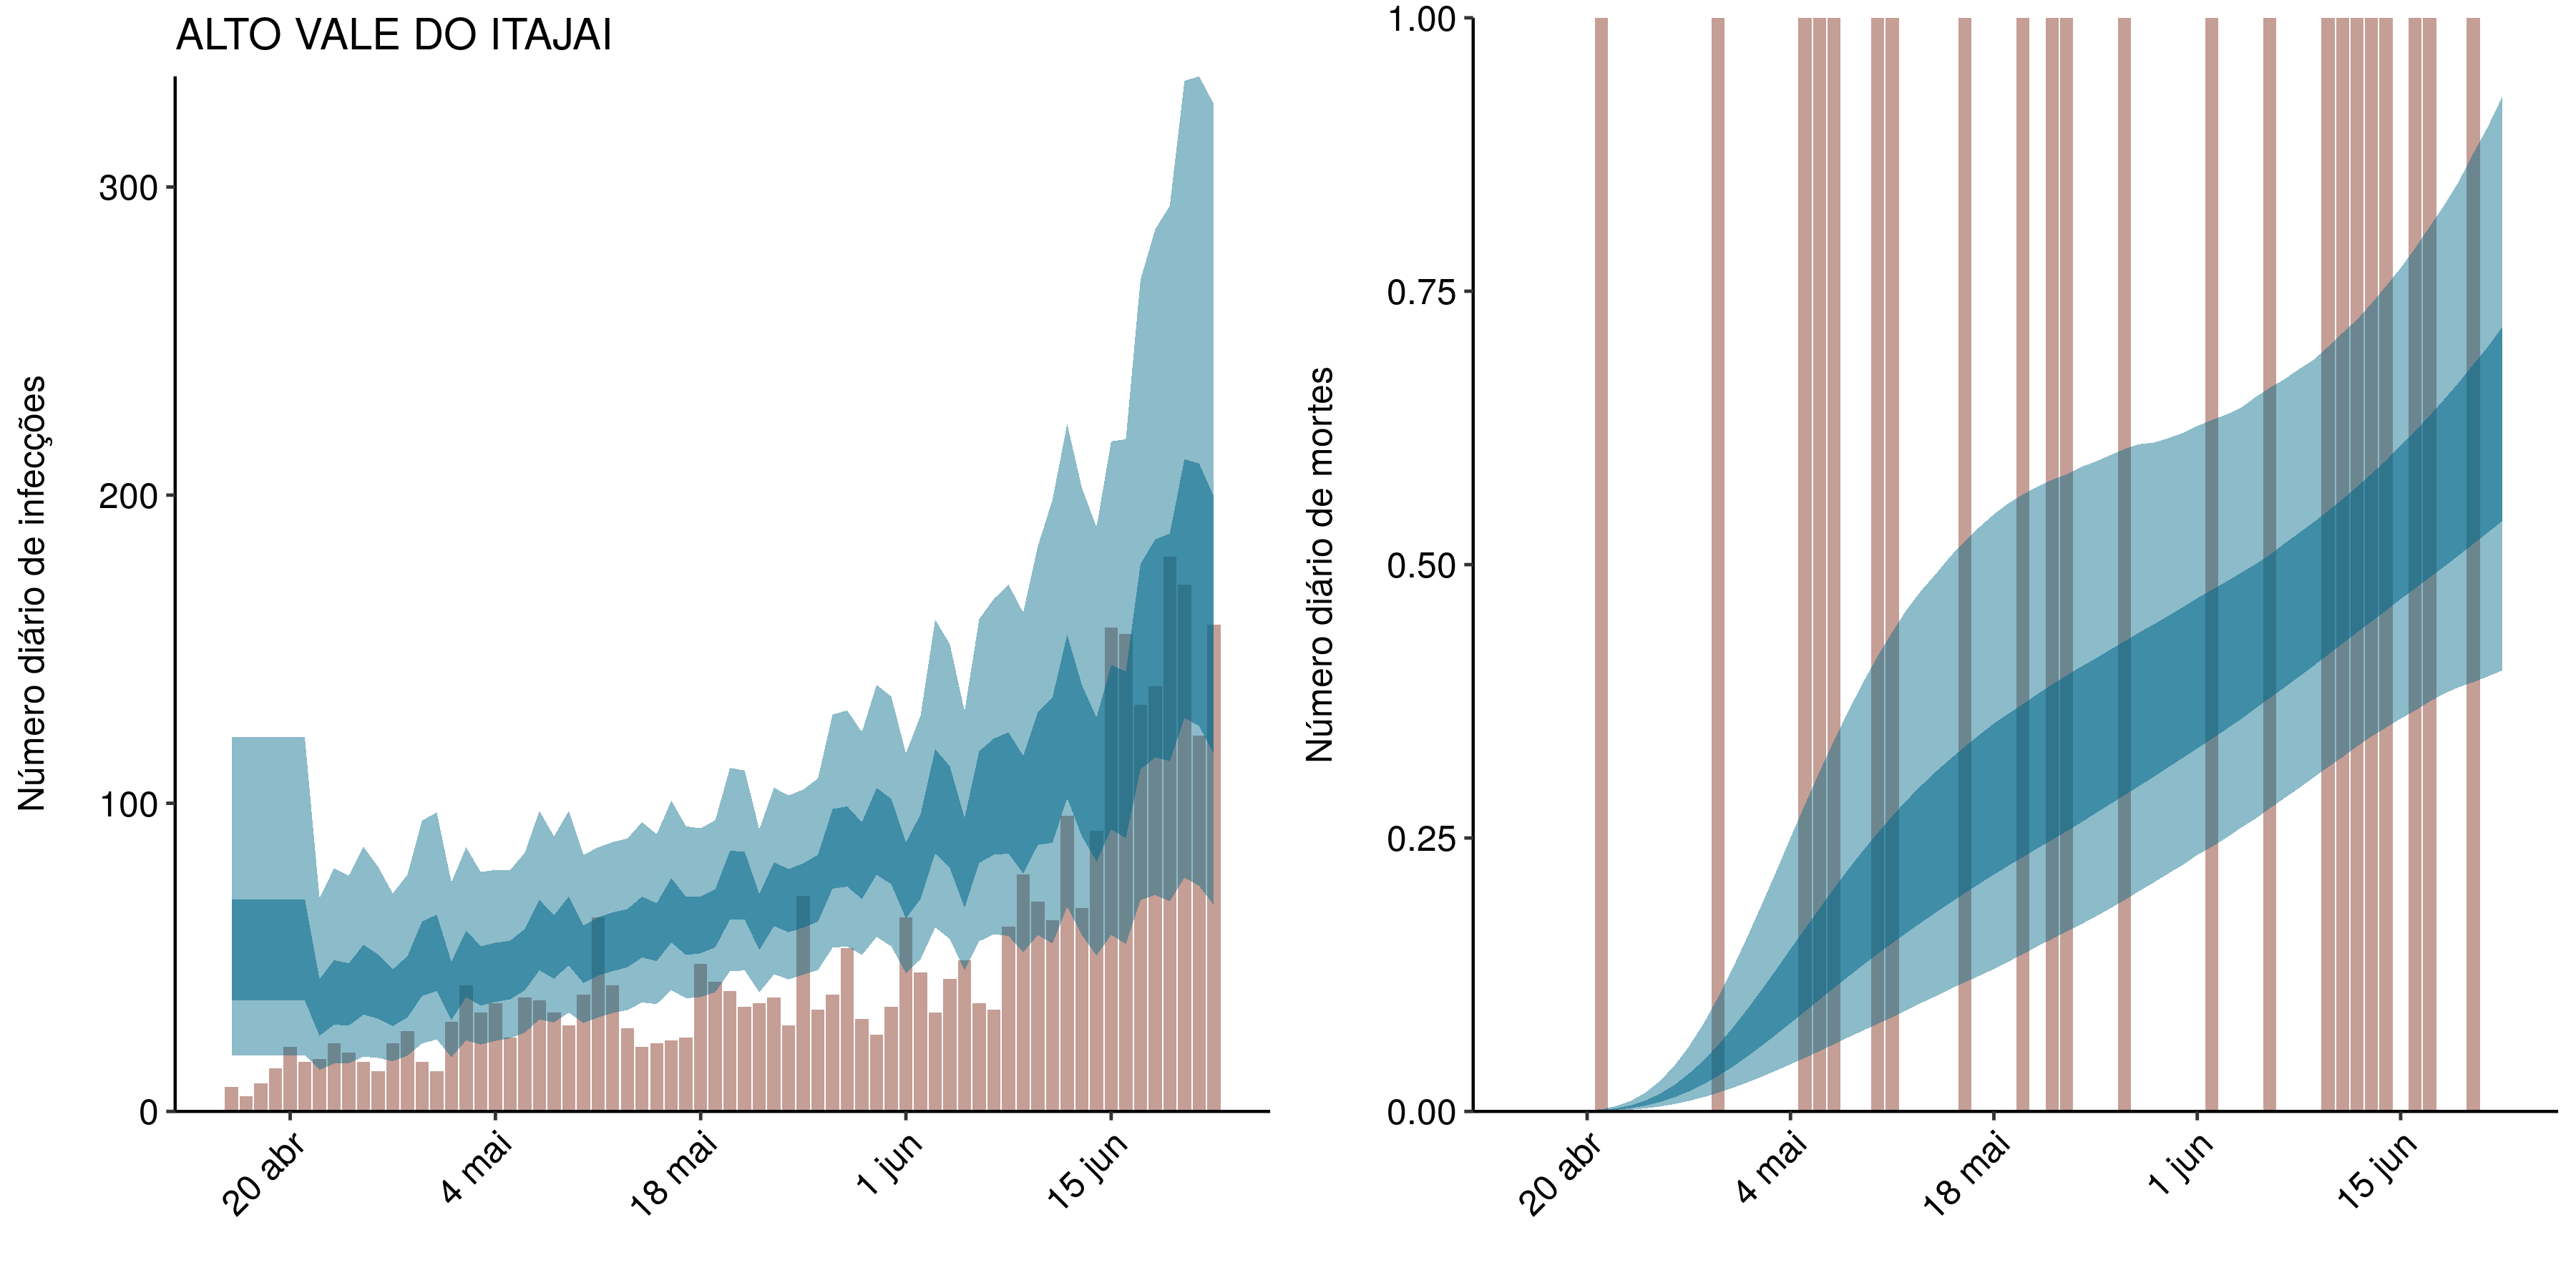 ALTO VALE DO ITAJAI
Número diário de infecções
300
200
100
0
20 abr
4 mai
18 mai
1 jun
15 jun
Número diário de mortes
1.00
0.75
0.50
0.25
0.00
20 abr
4 mai
18 mai
1 jun
15 jun